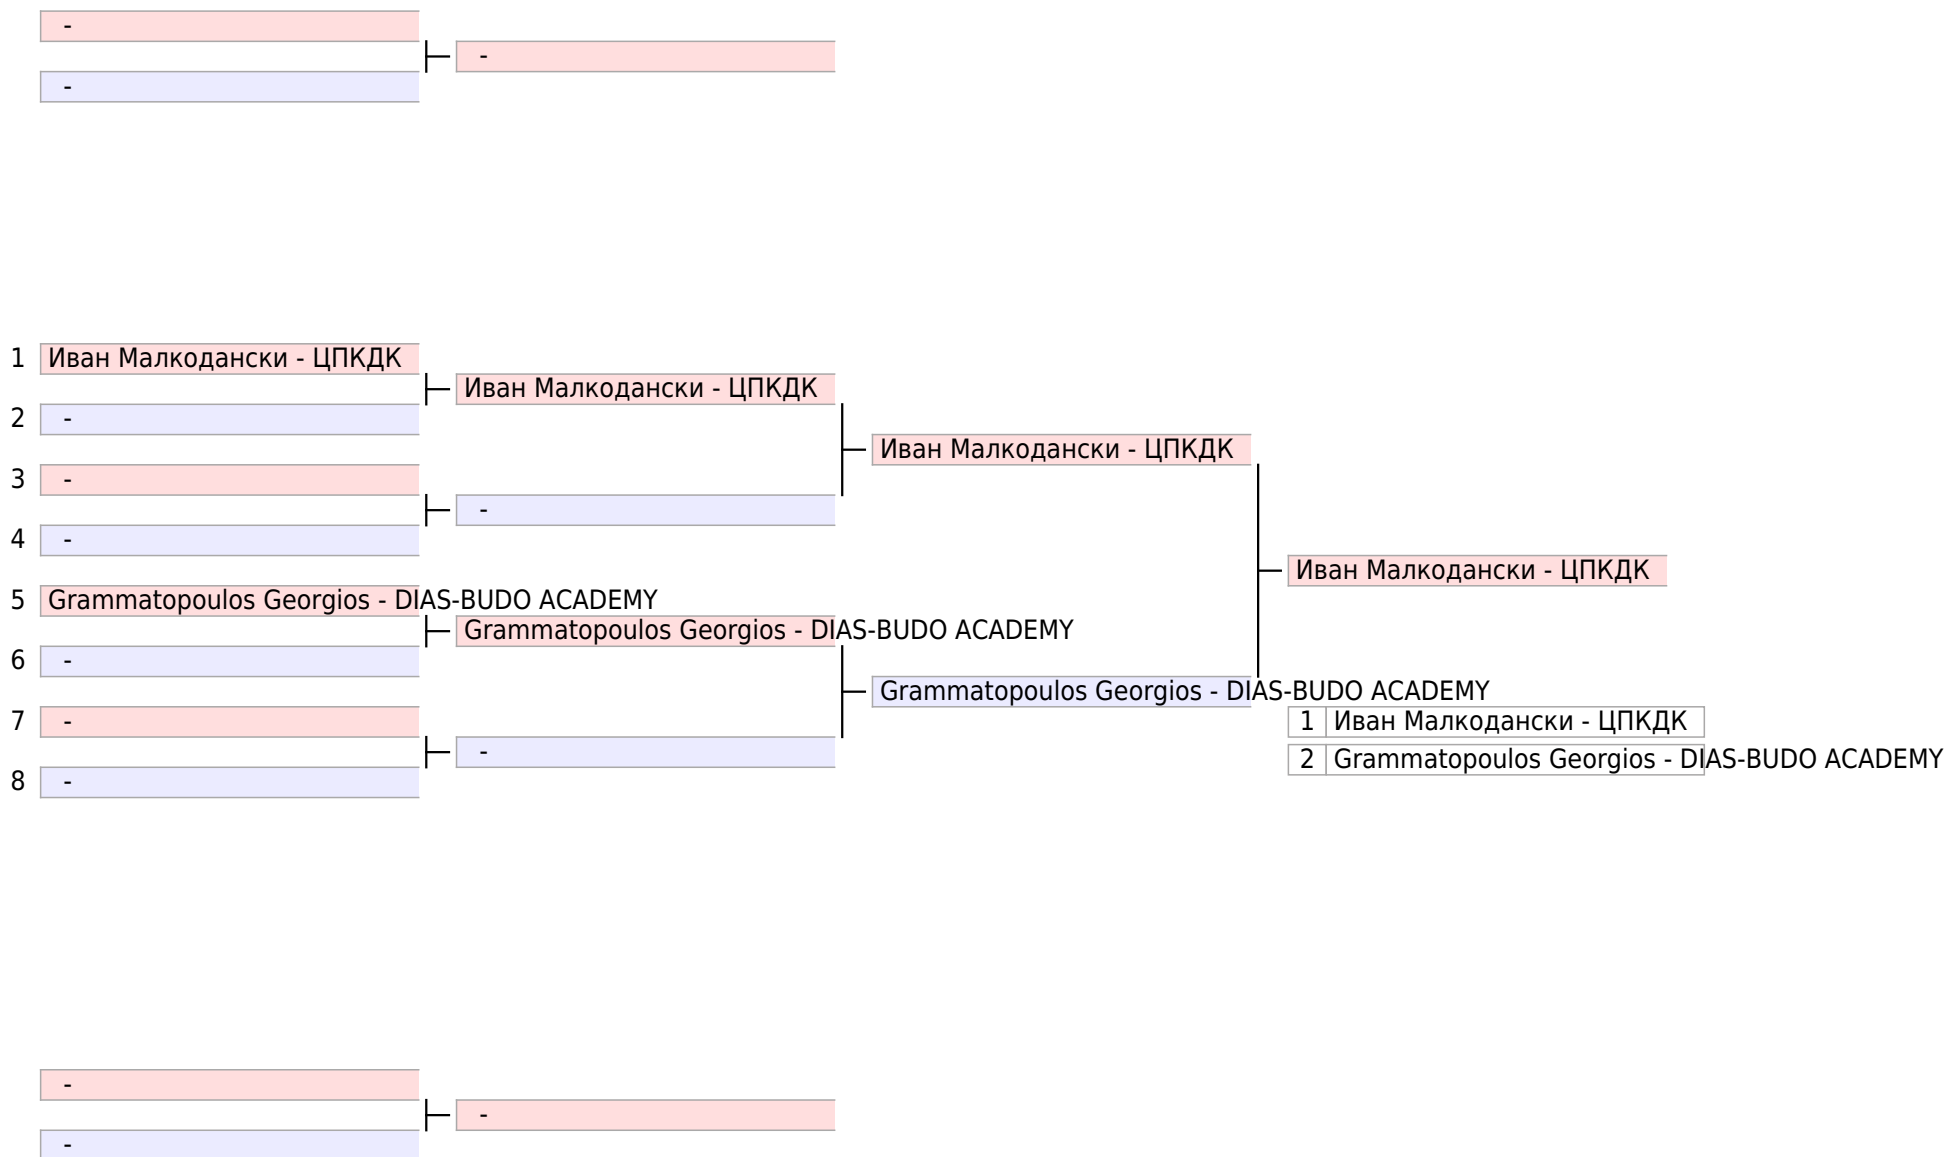 -
-
-
1 Иван Малкодански - ЦПКДК
Иван Малкодански - ЦПКДК
2 -
Иван Малкодански - ЦПКДК
3 -
-
4 -
Иван Малкодански - ЦПКДК
5 Grammatopoulos Georgios - DIAS-BUDO ACADEMY
Grammatopoulos Georgios - DIAS-BUDO ACADEMY
6 -
Grammatopoulos Georgios - DIAS-BUDO ACADEMY
7 -
1 Иван Малкодански - ЦПКДК
-
2 Grammatopoulos Georgios - DIAS-BUDO ACADEMY
8 -
-
-
-